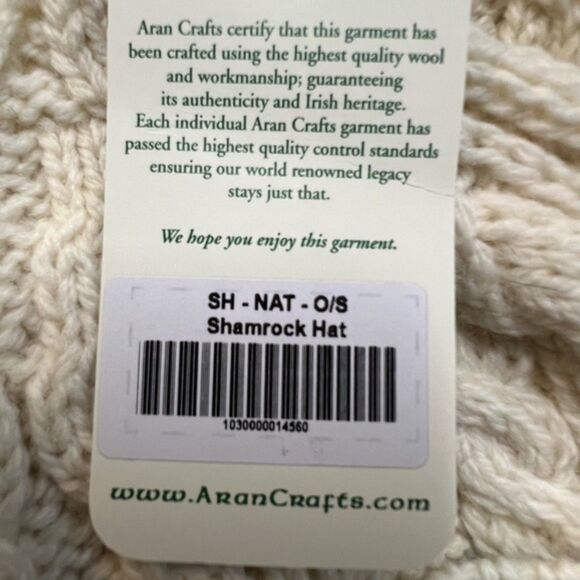 Aran Crafts certify that this garment has
been crafted using the highest quality wool
and workmanship; guaranteeing
its authenticity and Irish heritage.
Each individual Aran Crafts garment has
passed the highest quality control standards
ensuring our world renowned legacy
stays just that.
We hope you enjoy this garment.
SH - NAT - O/S
Shamrock Hat
1030000014560
www.AranCrafts.com